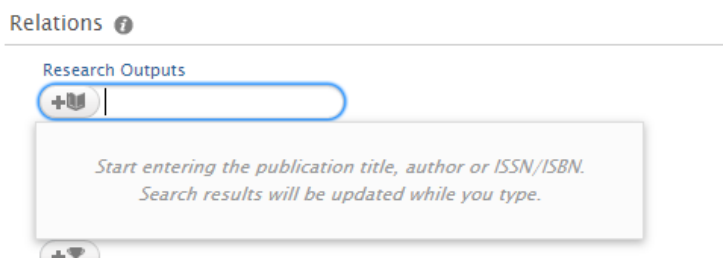 Relations
Research Outputs
Start entering the publication title, author or ISSN/ISBN.
Search results will be updated while you type.